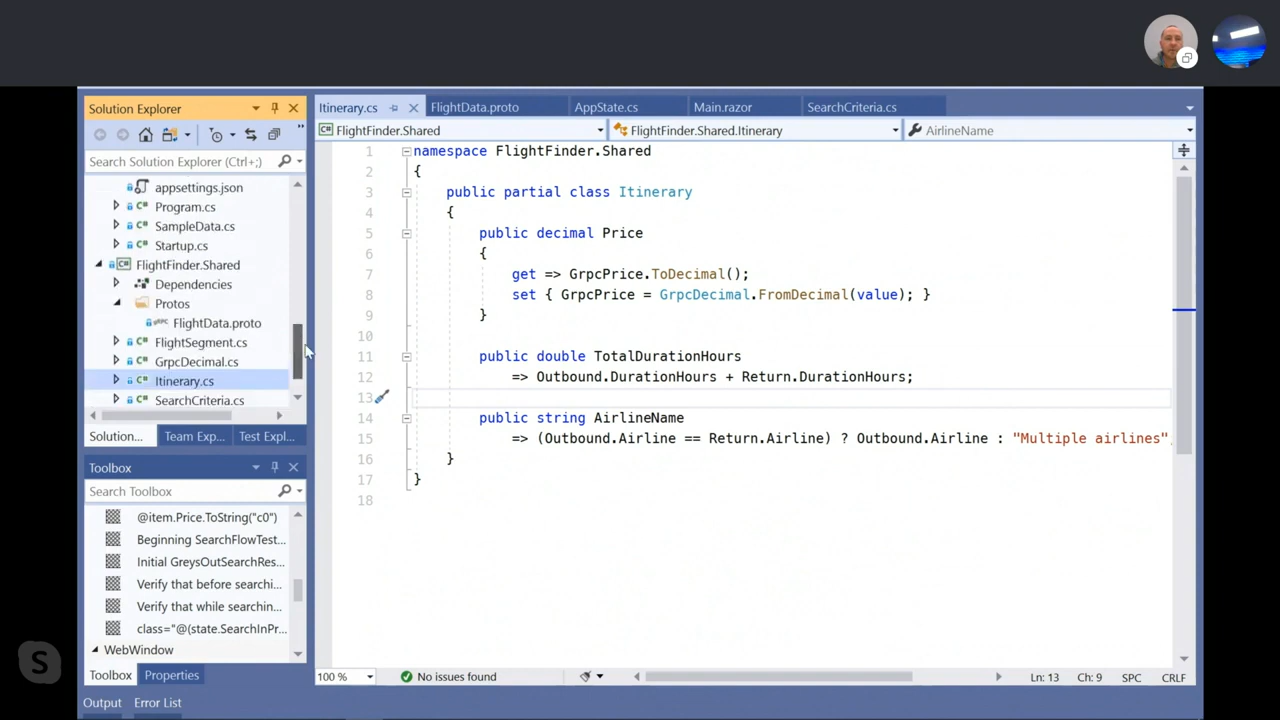 Solution Explorer
Search Solution Explorer (Ctrl+;)
appsettings.json
Program.cs
SampleData.cs
Startup.cs
FlightFinder.Shared
Dependencies
Protos
FlightData.proto
FlightSegment.cs
GrpcDecimal.cs
Itinerary.cs
SearchCriteria.cs
Solution... Team Exp... Test Expl...
Toolbox
Search Toolbox
@item.Price.ToString("c0")
Beginning SearchFlowTest...
Initial GreysOutSearchRes...
Verify that before searchi...
Verify that while searchin...
class="@(state.SearchInPr...
WebWindow
Toolbox Properties
Output Error List
Itinerary.cs FlightData.proto AppState.cs Main.razor SearchCriteria.cs
FlightFinder.Shared FlightFinder.Shared.Itinerary AirlineName
1 namespace FlightFinder.Shared
2 {
3 public partial class Itinerary
4 {
5 public decimal Price
6 {
7 get => GrpcPrice.ToDecimal();
8 set { GrpcPrice = GrpcDecimal.FromDecimal(value); }
9 }
10
11 public double TotalDurationHours
12 => Outbound.DurationHours + Return.DurationHours;
13
14 public string AirlineName
15 => (Outbound.Airline == Return.Airline) ? Outbound.Airline : "Multiple airlines"
16 }
17 }
18
100 % No issues found Ln: 13 Ch: 9 SPC CRLF
S